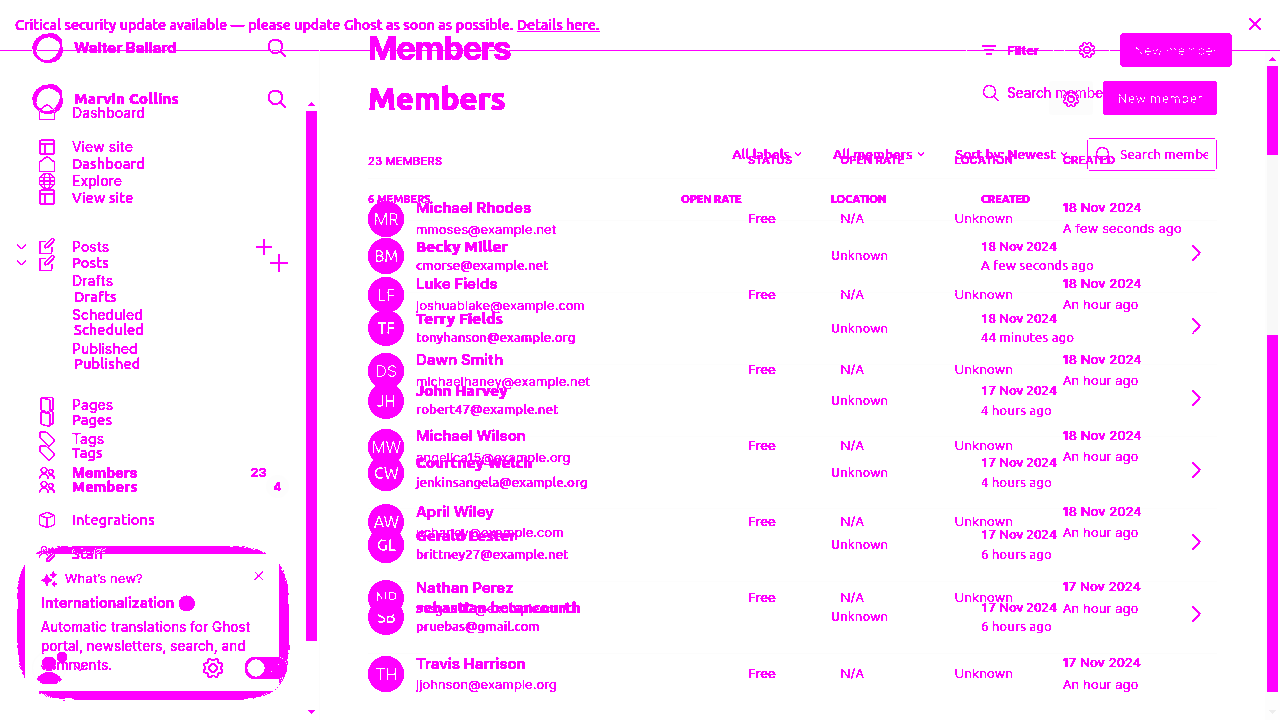 Critical security update available — please update Ghost as soon as possible. Details here.
Walter Ballard
Members
Filter
New member
Marvin Collins
Members
Search membe
New member
Dashboard
View site
23 MEMBERS
All labels
All members
Sort by: Newest
Search membe
STATUS
OPEN RATE
LOCATION
CREATED
Dashboard
Explore
View site
6 MEMBERS
OPEN RATE
LOCATION
CREATED
MR
Michael Rhodes
mmoses@example.net
Free
N/A
Unknown
18 Nov 2024
A few seconds ago
Posts
BM
Becky Miller
cmorse@example.net
Unknown
18 Nov 2024
A few seconds ago
Posts
Drafts
LF
Luke Fields
joshuablake@example.com
Free
N/A
Unknown
18 Nov 2024
An hour ago
Drafts
Scheduled
TF
Terry Fields
tonyhanson@example.org
Unknown
18 Nov 2024
44 minutes ago
Scheduled
Published
DS
Dawn Smith
michaelhaney@example.net
Free
N/A
Unknown
18 Nov 2024
An hour ago
Published
JH
John Harvey
robert47@example.net
Unknown
17 Nov 2024
4 hours ago
Pages
Pages
MW
Michael Wilson
angelica15@example.org
Free
N/A
Unknown
18 Nov 2024
An hour ago
Tags
Tags
CW
Courtney Welch
jenkinsangela@example.org
Unknown
17 Nov 2024
4 hours ago
Members 23
Members 4
AW
April Wiley
Free
N/A
Unknown
18 Nov 2024
An hour ago
Integrations
GL
Gerald Lester
brittney27@example.net
Unknown
17 Nov 2024
6 hours ago
Staff
What's new?
Internationalization
Automatic translations for Ghost
portal, newsletters, search, and
comments.
NP
Nathan Perez
Free
N/A
Unknown
17 Nov 2024
An hour ago
SB
sebastian betancourth
pruebas@gmail.com
Unknown
17 Nov 2024
6 hours ago
TH
Travis Harrison
jjohnson@example.org
Free
N/A
Unknown
17 Nov 2024
An hour ago